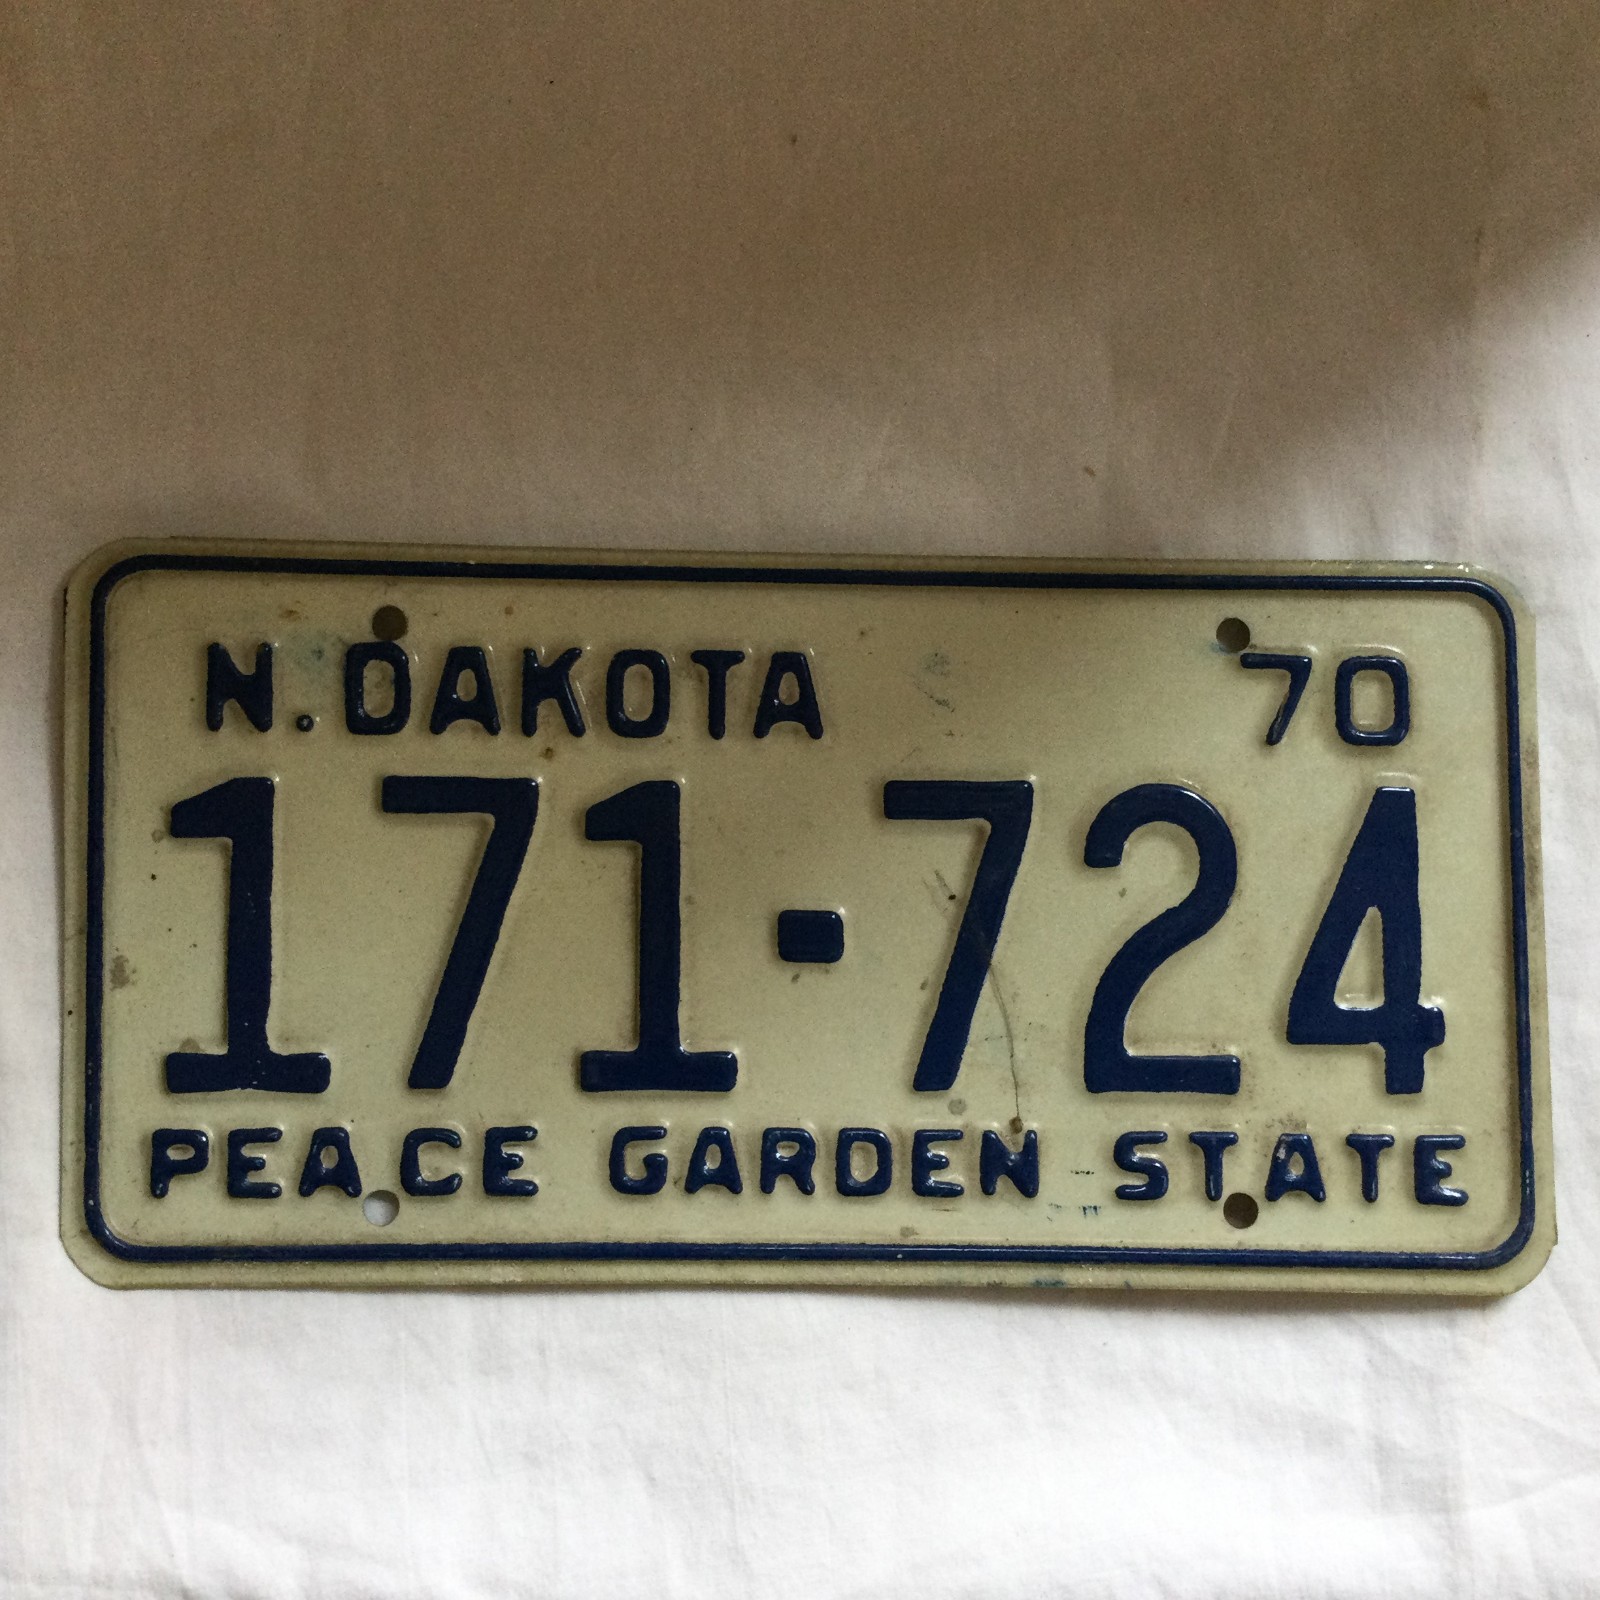 N. DAKOTA 70
171-724
PEACE GARDEN STATE